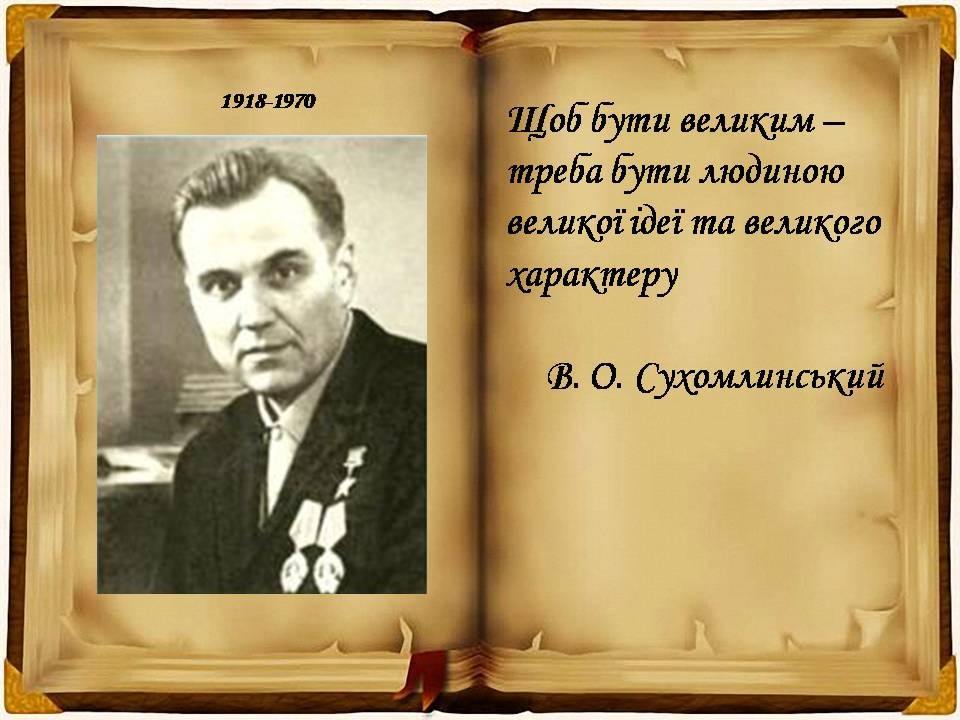 1918-1970
Щоб бути великим –
треба бути людиною
великої ідеї та великого
характеру
В. О. Сухомлинський